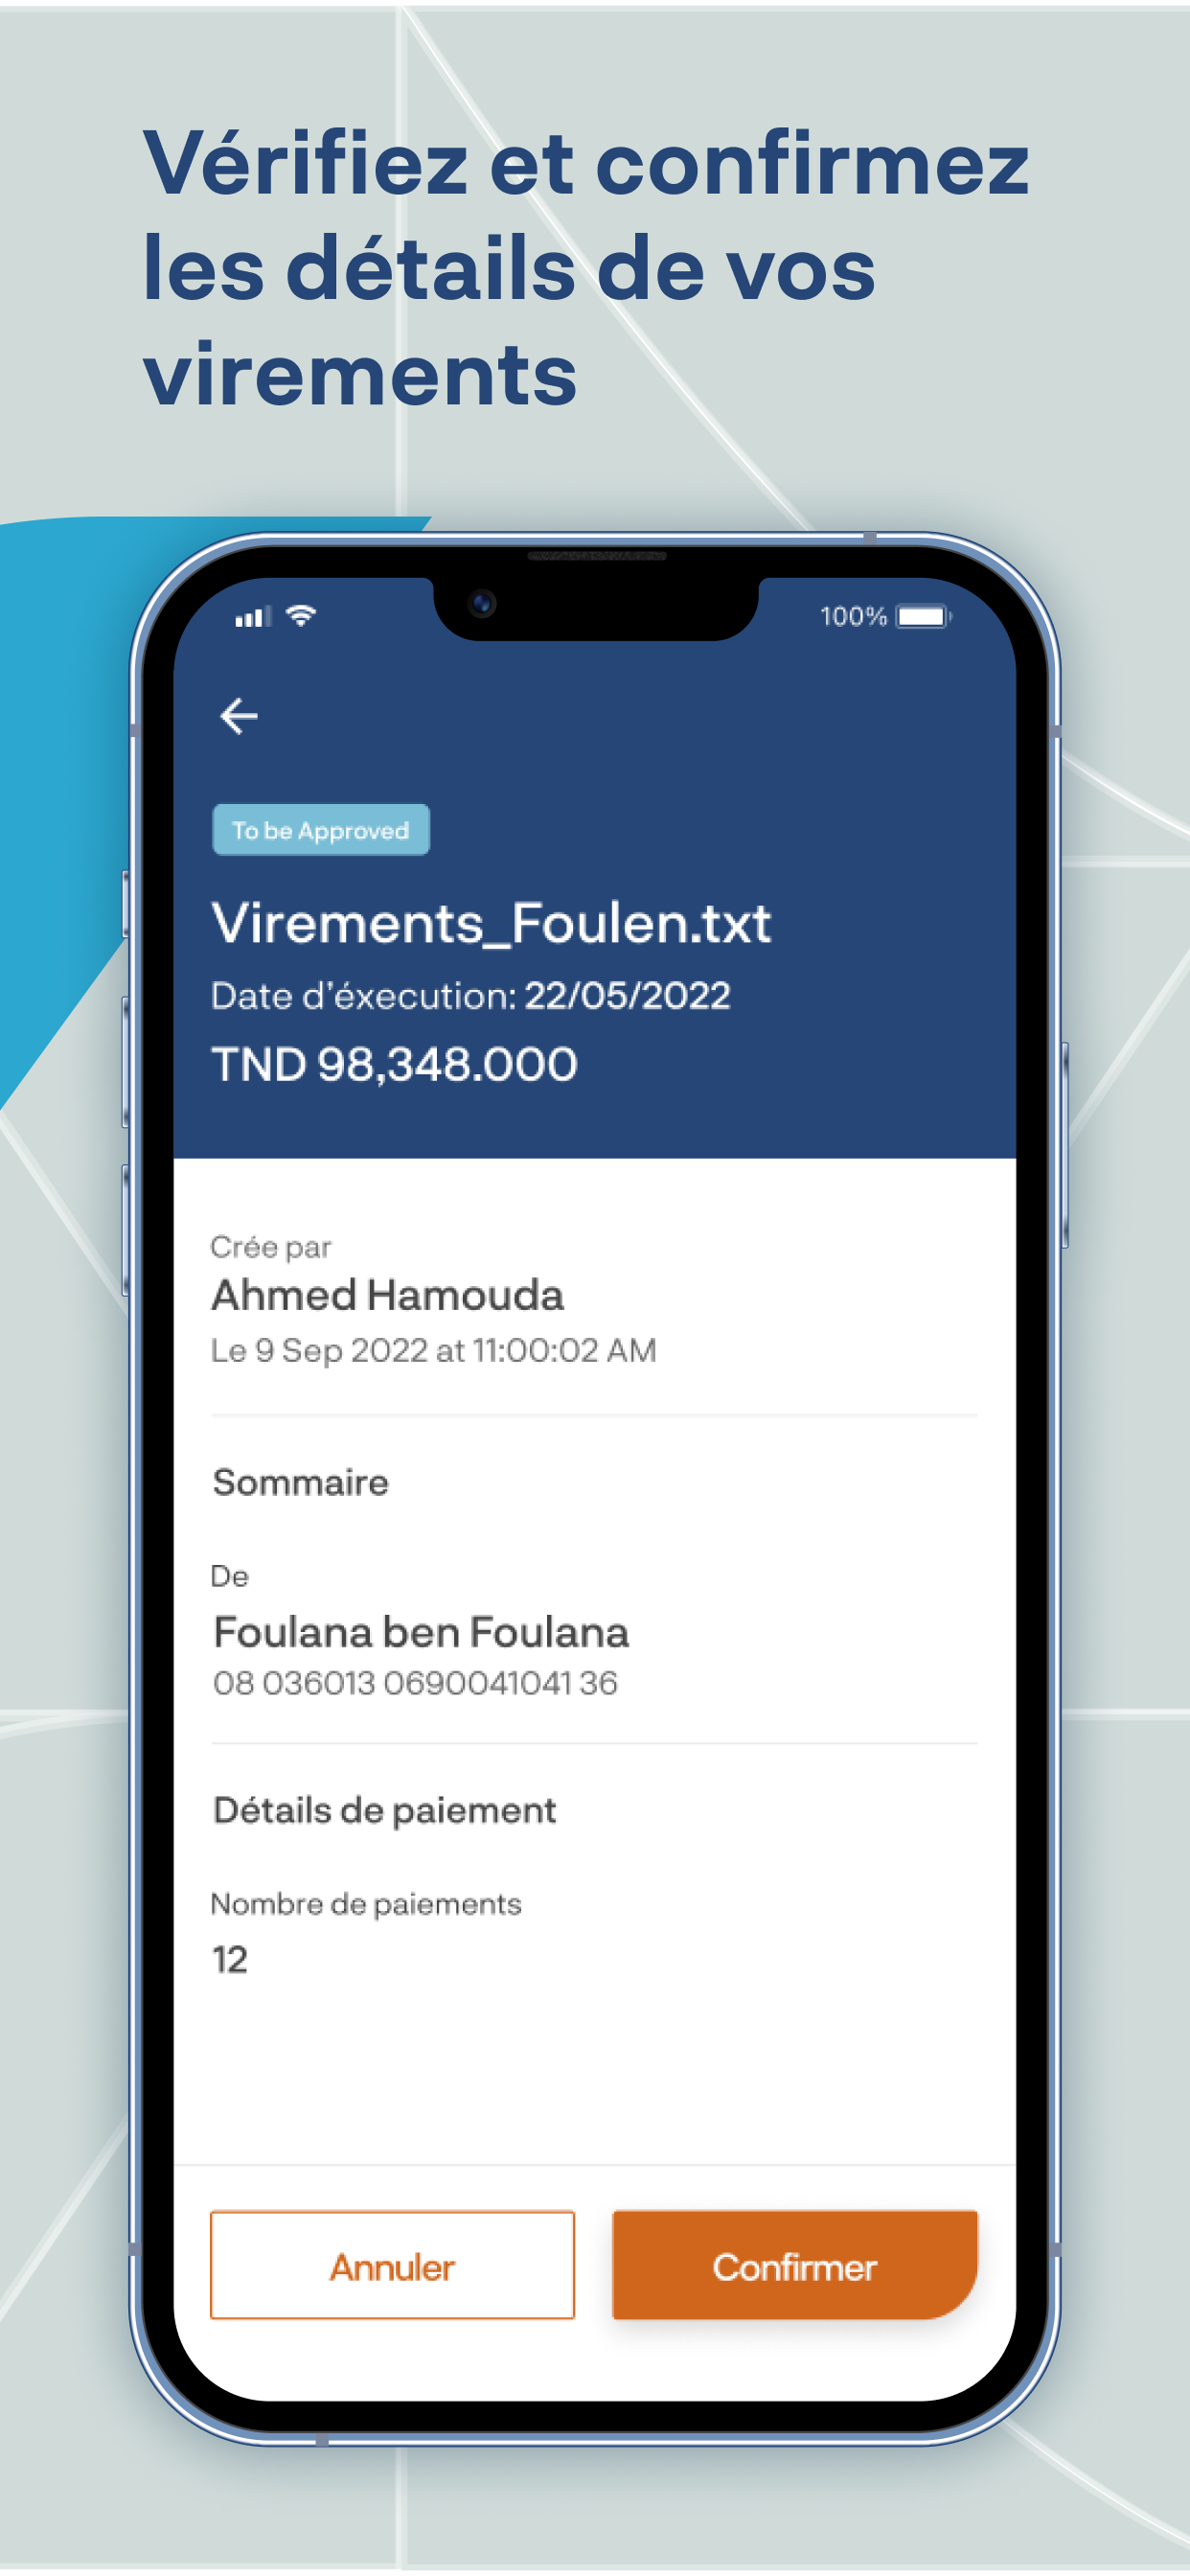 Vérifiez et confirmez
les détails de vos
virements
100%
To be Approved
Virements_Foulen.txt
Date d'éxecution: 22/05/2022
TND 98,348.000
Crée par
Ahmed Hamouda
Le 9 Sep 2022 at 11:00:02 AM
Sommaire
De
Foulana ben Foulana
08 036013 0690041041 36
Détails de paiement
Nombre de paiements
12
Annuler
Confirmer